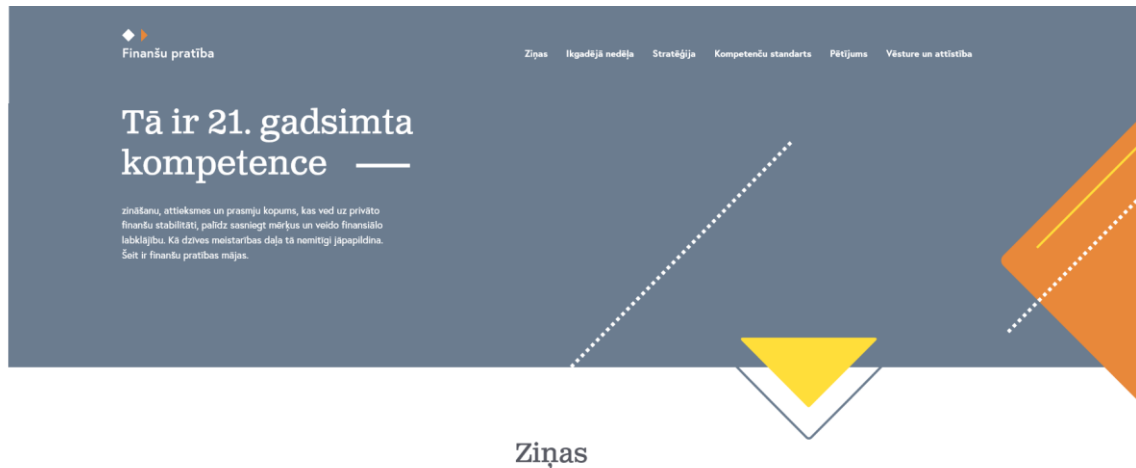 Finanšu pratība
Ziņas Ikgadējā nedēļa Stratēģija Kompetenču standarts Pētījums Vēsture un attīstība
Tā ir 21. gadsimta
kompetence
zināšanu, attieksmes un prasmju kopums, kas ved uz privāto
finanšu stabilitāti, palīdz sasniegt mērķus un veido finansiālo
labklājību. Kā dzīves meistarības daļa tā nemitīgi jāpapildina.
Šeit ir finanšu pratības mājas.
Ziņas